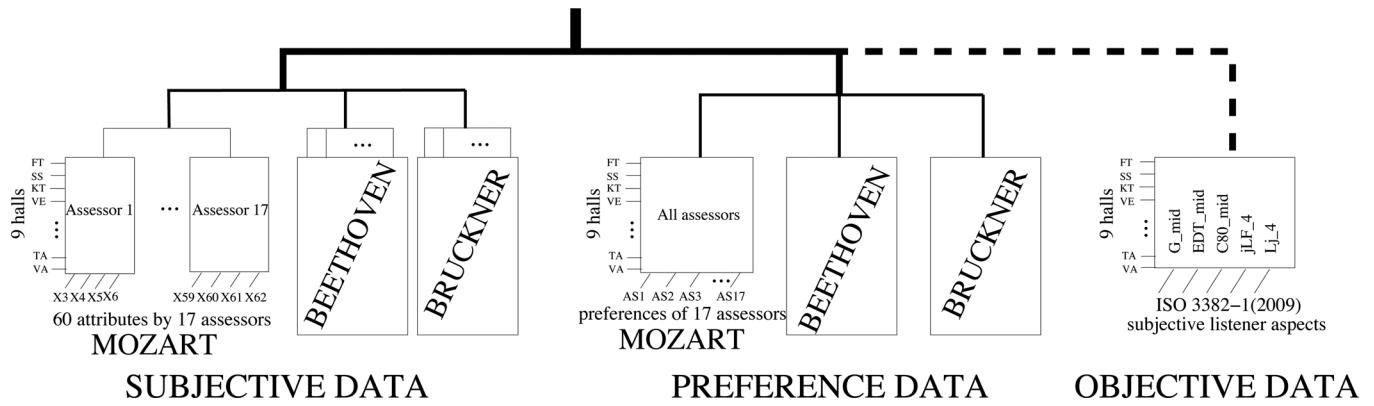 9 halls
FT
SS
KT
VE
⋮
TA
VA
Assessor 1
...
Assessor 17
X3 X4 X5 X6
X59 X60 X61 X62
60 attributes by 17 assessors
MOZART
...
BEETHOVEN
...
BRUCKNER
SUBJECTIVE DATA
9 halls
FT
SS
KT
VE
⋮
TA
VA
All assessors
AS1 AS2 AS3 ... AS17
preferences of 17 assessors
MOZART
BEETHOVEN
BRUCKNER
PREFERENCE DATA
9 halls
FT
SS
KT
VE
⋮
TA
VA
G_mid
EDT_mid
C80_mid
jLF_4
Lj_4
ISO 3382−1(2009)
subjective listener aspects
OBJECTIVE DATA